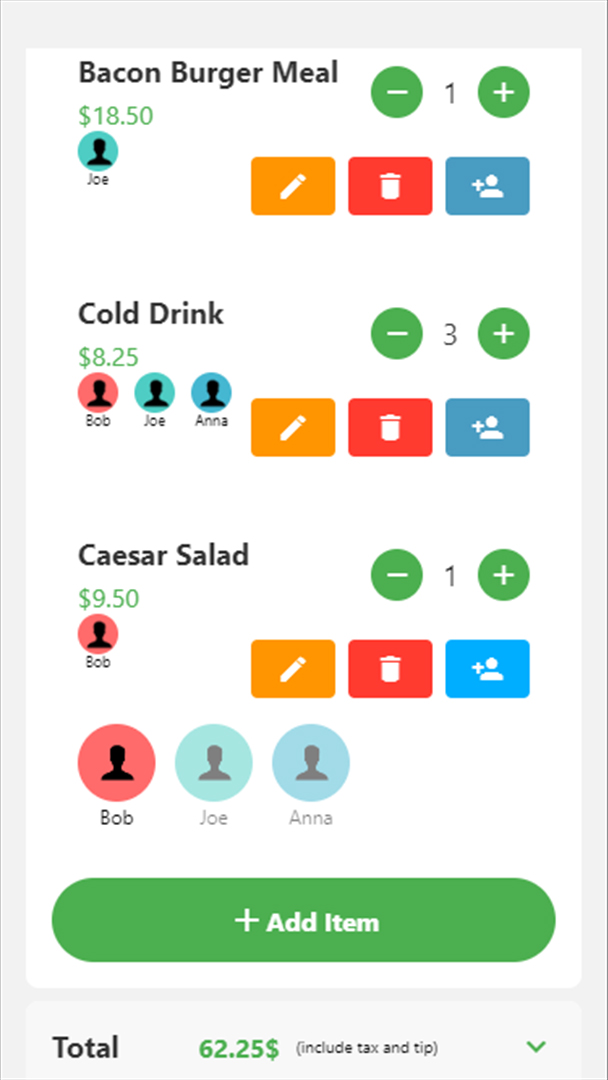 Bacon Burger Meal
1
$18.50
Joe
Cold Drink
3
$8.25
Bob Joe Anna
Caesar Salad
1
$9.50
Bob
Bob Joe Anna
+ Add Item
Total 62.25$ (include tax and tip)